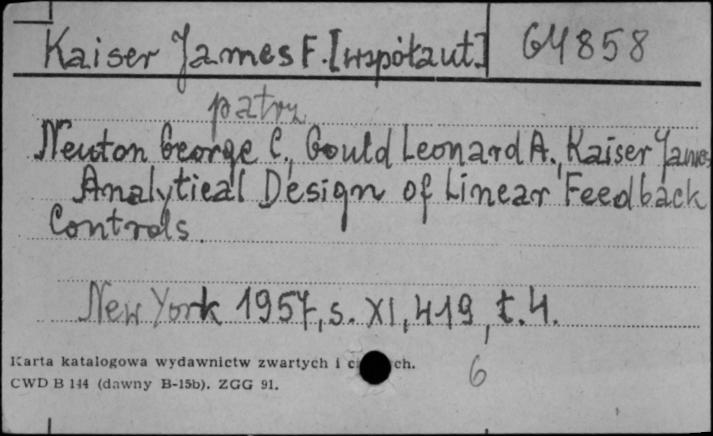 Kaiser James F. [współaut.] 64858
patrz
Newton George C., Gould Leonard A., Kaiser James
Analytical Design of Linear Feedback
Controls.
New York 1957, s. XI, 419, t. 4.
Karta katalogowa wydawnictw zwartych i ch.
CWD B 144 (dawny B-15b). ZGG 91.
6